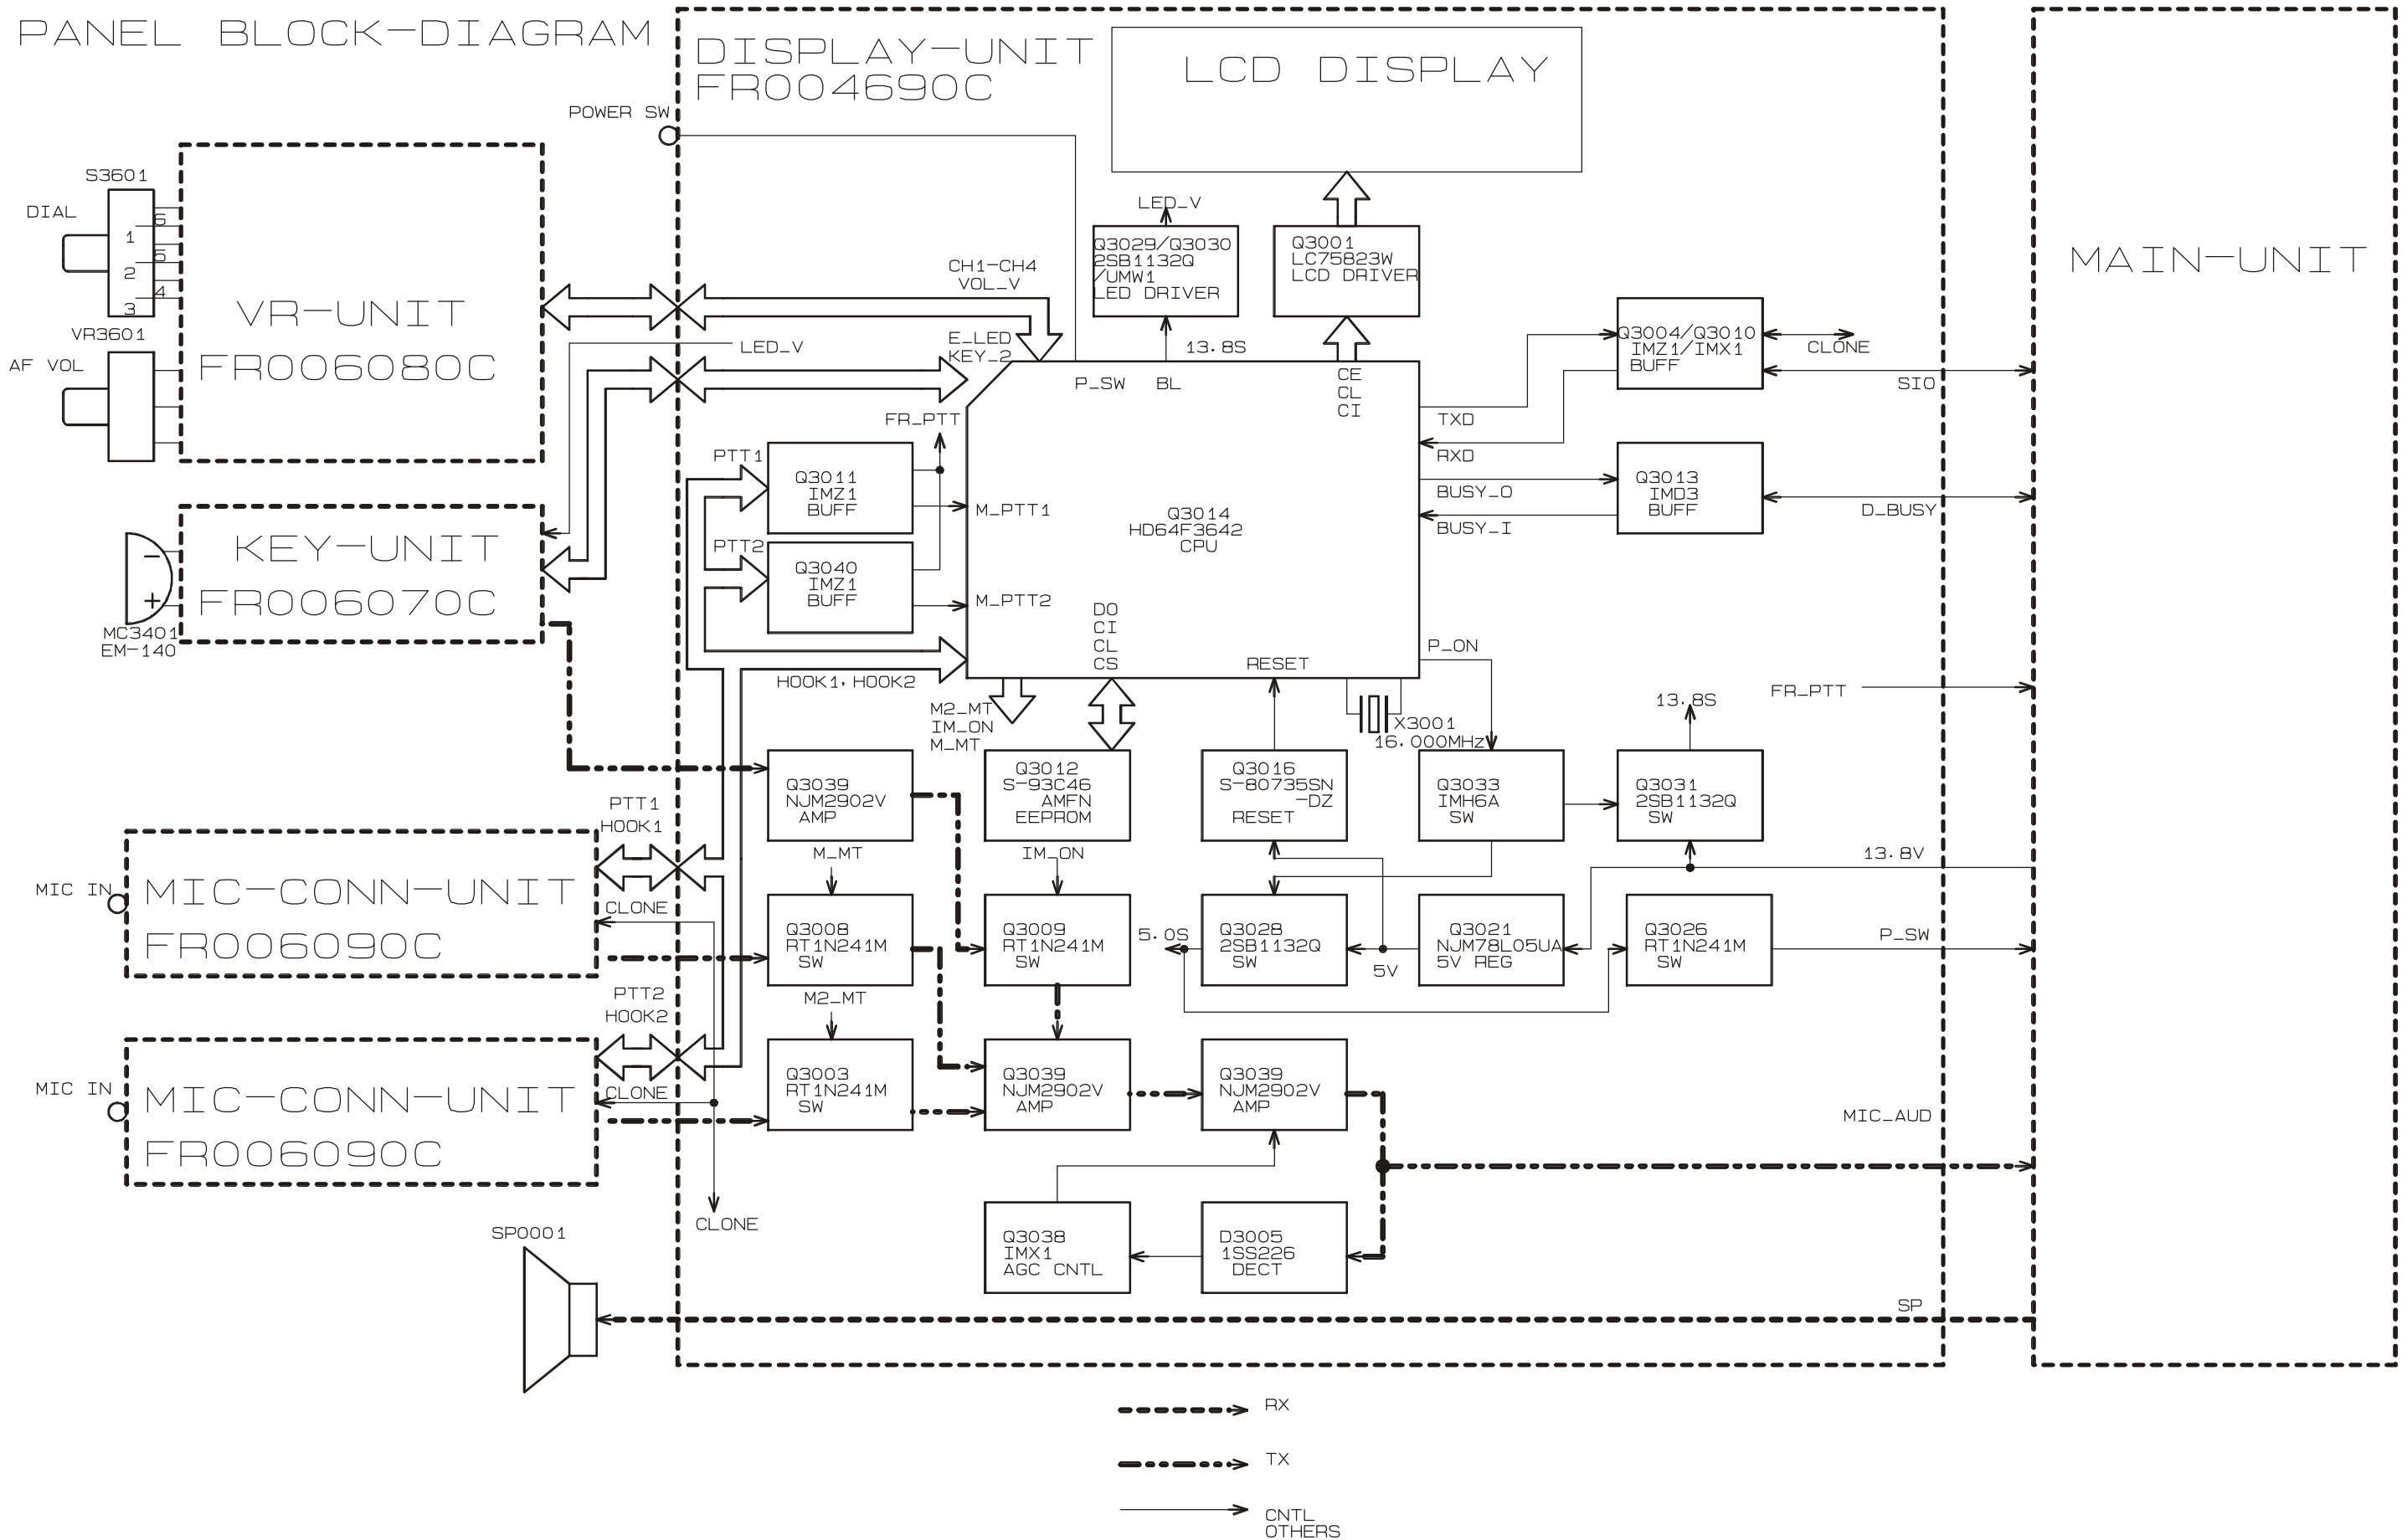 PANEL BLOCK-DIAGRAM
DISPLAY-UNIT
FR004690C
LCD DISPLAY
MAIN-UNIT
POWER SW
S3601
DIAL
6
1
5
2
4
3
VR3601
AF VOL
VR-UNIT
FR006080C
LED_V
Q3029/Q3030
2SB1132Q
/UMW1
LED DRIVER
Q3001
LC75823W
LCD DRIVER
CH1-CH4
VOL_V
E_LED
KEY_2
LED_V
13.8S
P_SW
BL
CE
CL
CI
Q3004/Q3010
IMZ1/IMX1
BUFF
CLONE
SIO
TXD
RXD
BUSY_O
BUSY_I
Q3013
IMD3
BUFF
D_BUSY
FR_PTT
PTT1
Q3011
IMZ1
BUFF
M_PTT1
PTT2
Q3040
IMZ1
BUFF
M_PTT2
Q3014
HD64F3642
CPU
KEY-UNIT
FR006070C
-
+
MC3401
EM-140
DO
CI
CL
CS
RESET
P_ON
HOOK1, HOOK2
M2_MT
IM_ON
M_MT
X3001
16.000MHz
13.8S
FR_PTT
Q3039
NJM2902V
AMP
Q3012
S-93C46
AMFN
EEPROM
Q3016
S-80735SN
-DZ
RESET
Q3033
IMH6A
SW
Q3031
2SB1132Q
SW
PTT1
HOOK1
M_MT
IM_ON
13.8V
MIC IN
MIC-CONN-UNIT
FR006090C
CLONE
Q3008
RT1N241M
SW
Q3009
RT1N241M
SW
5.0S
Q3028
2SB1132Q
SW
5V
Q3021
NJM78L05UA
5V REG
Q3026
RT1N241M
SW
P_SW
PTT2
HOOK2
M2_MT
MIC IN
MIC-CONN-UNIT
FR006090C
CLONE
Q3003
RT1N241M
SW
Q3039
NJM2902V
AMP
Q3039
NJM2902V
AMP
MIC_AUD
CLONE
Q3038
IMX1
AGC CNTL
D3005
1SS226
DECT
SP0001
SP
RX
TX
CNTL
OTHERS